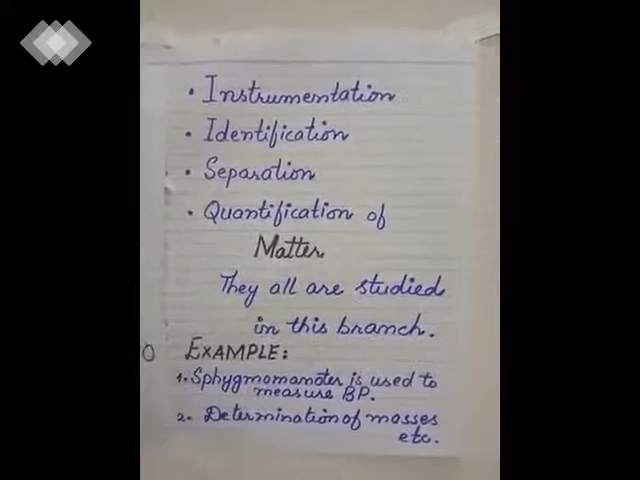 • Instrumentation
• Identification
• Separation
• Quantification of
Matter
They all are studied
in this branch.
EXAMPLE:
1. Sphygmomamoter is used to
measure BP.
2. Determination of masses
etc.